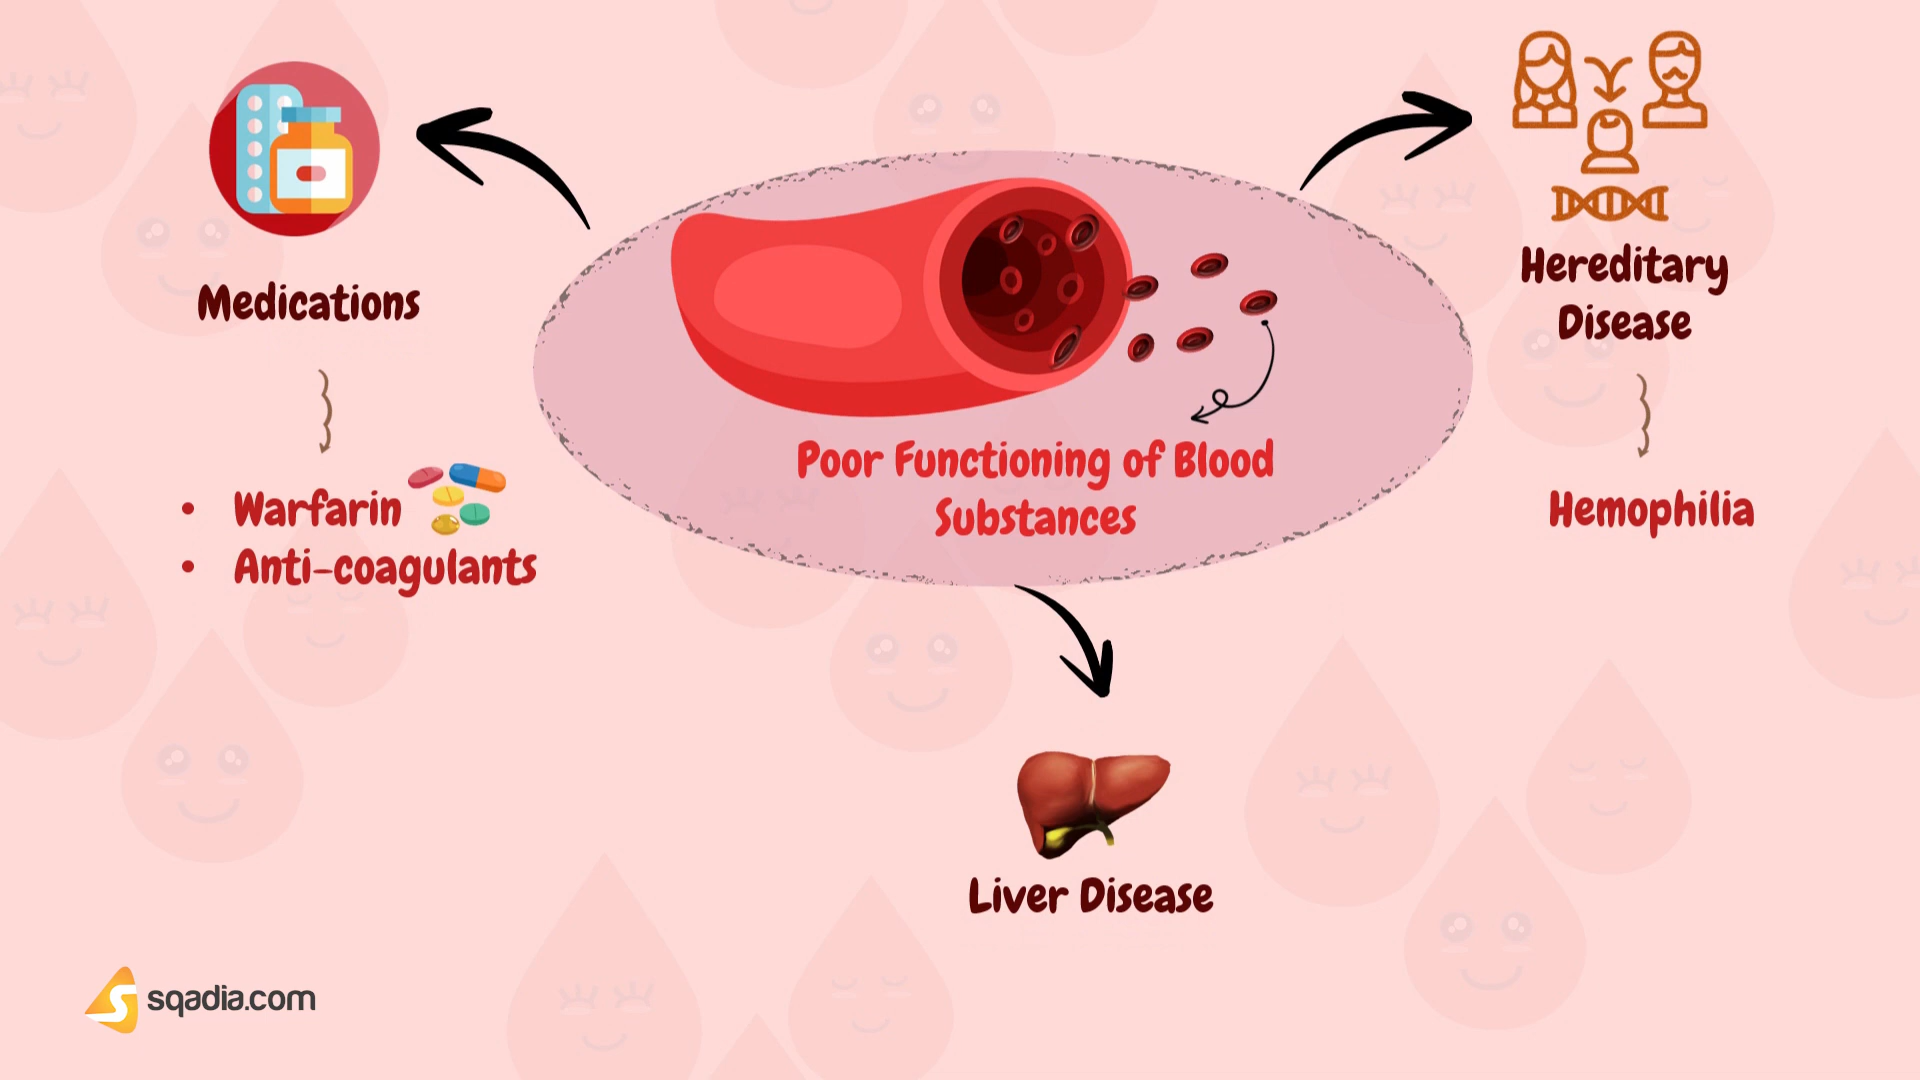 Medications
• Warfarin
• Anti-coagulants
Poor Functioning of Blood
Substances
Hereditary
Disease
Hemophilia
Liver Disease
sqadia.com